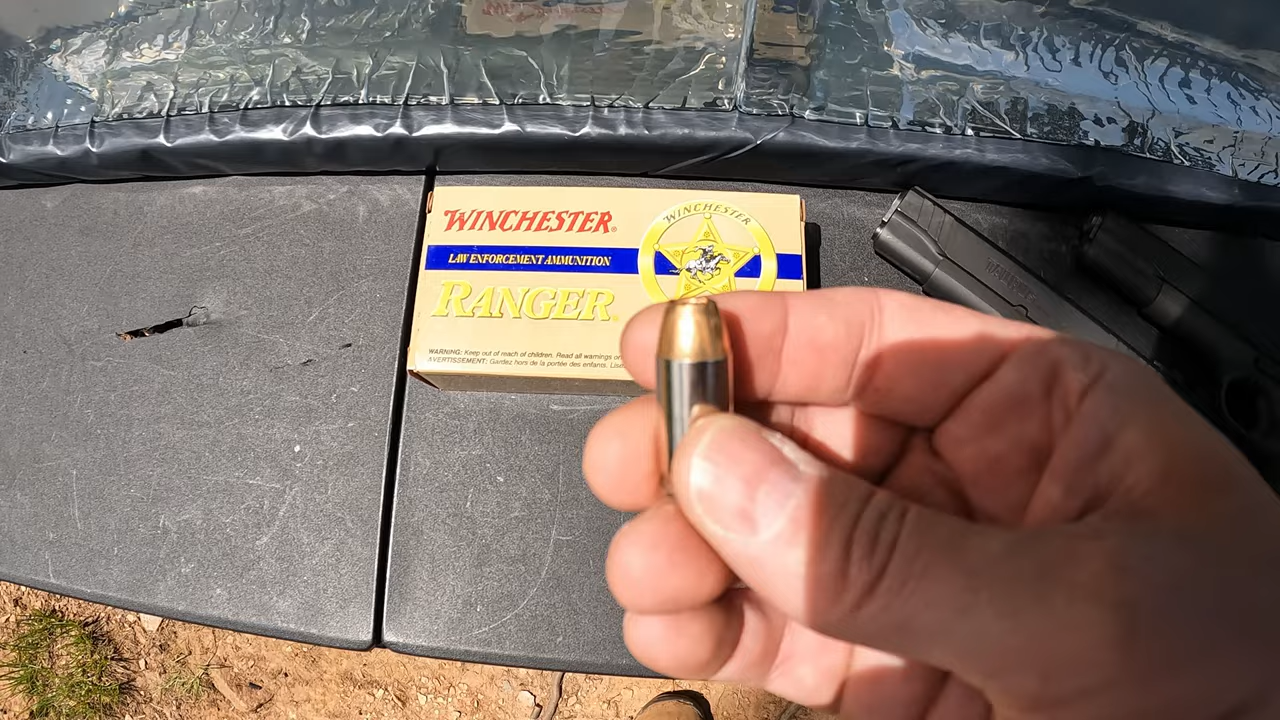 WINCHESTER
WINCHESTER
LAW ENFORCEMENT AMMUNITION
RANGER
WARNING: Keep out of reach of children. Read all warnings
AVERTISSEMENT: Gardez hors de la portée des enfants.